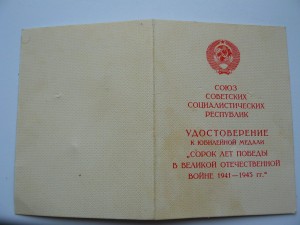 СОЮЗ
СОВЕТСКИХ
СОЦИАЛИСТИЧЕСКИХ
РЕСПУБЛИК
УДОСТОВЕРЕНИЕ
К ЮБИЛЕЙНОЙ МЕДАЛИ
„СОРОК ЛЕТ ПОБЕДЫ
В ВЕЛИКОЙ ОТЕЧЕСТВЕННОЙ
ВОЙНЕ 1941—1945 гг.“